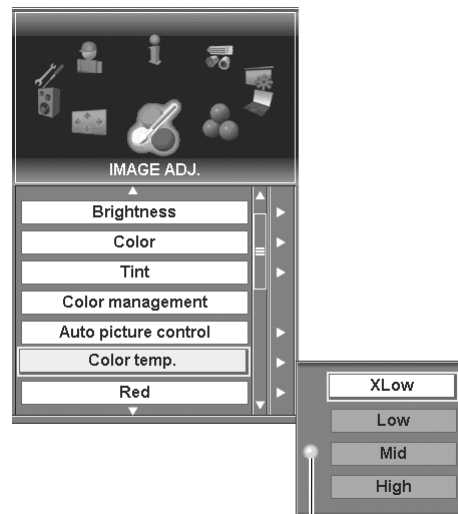 IMAGE ADJ.
Brightness
Color
Tint
Color management
Auto picture control
Color temp.
Red
XLow
Low
Mid
High